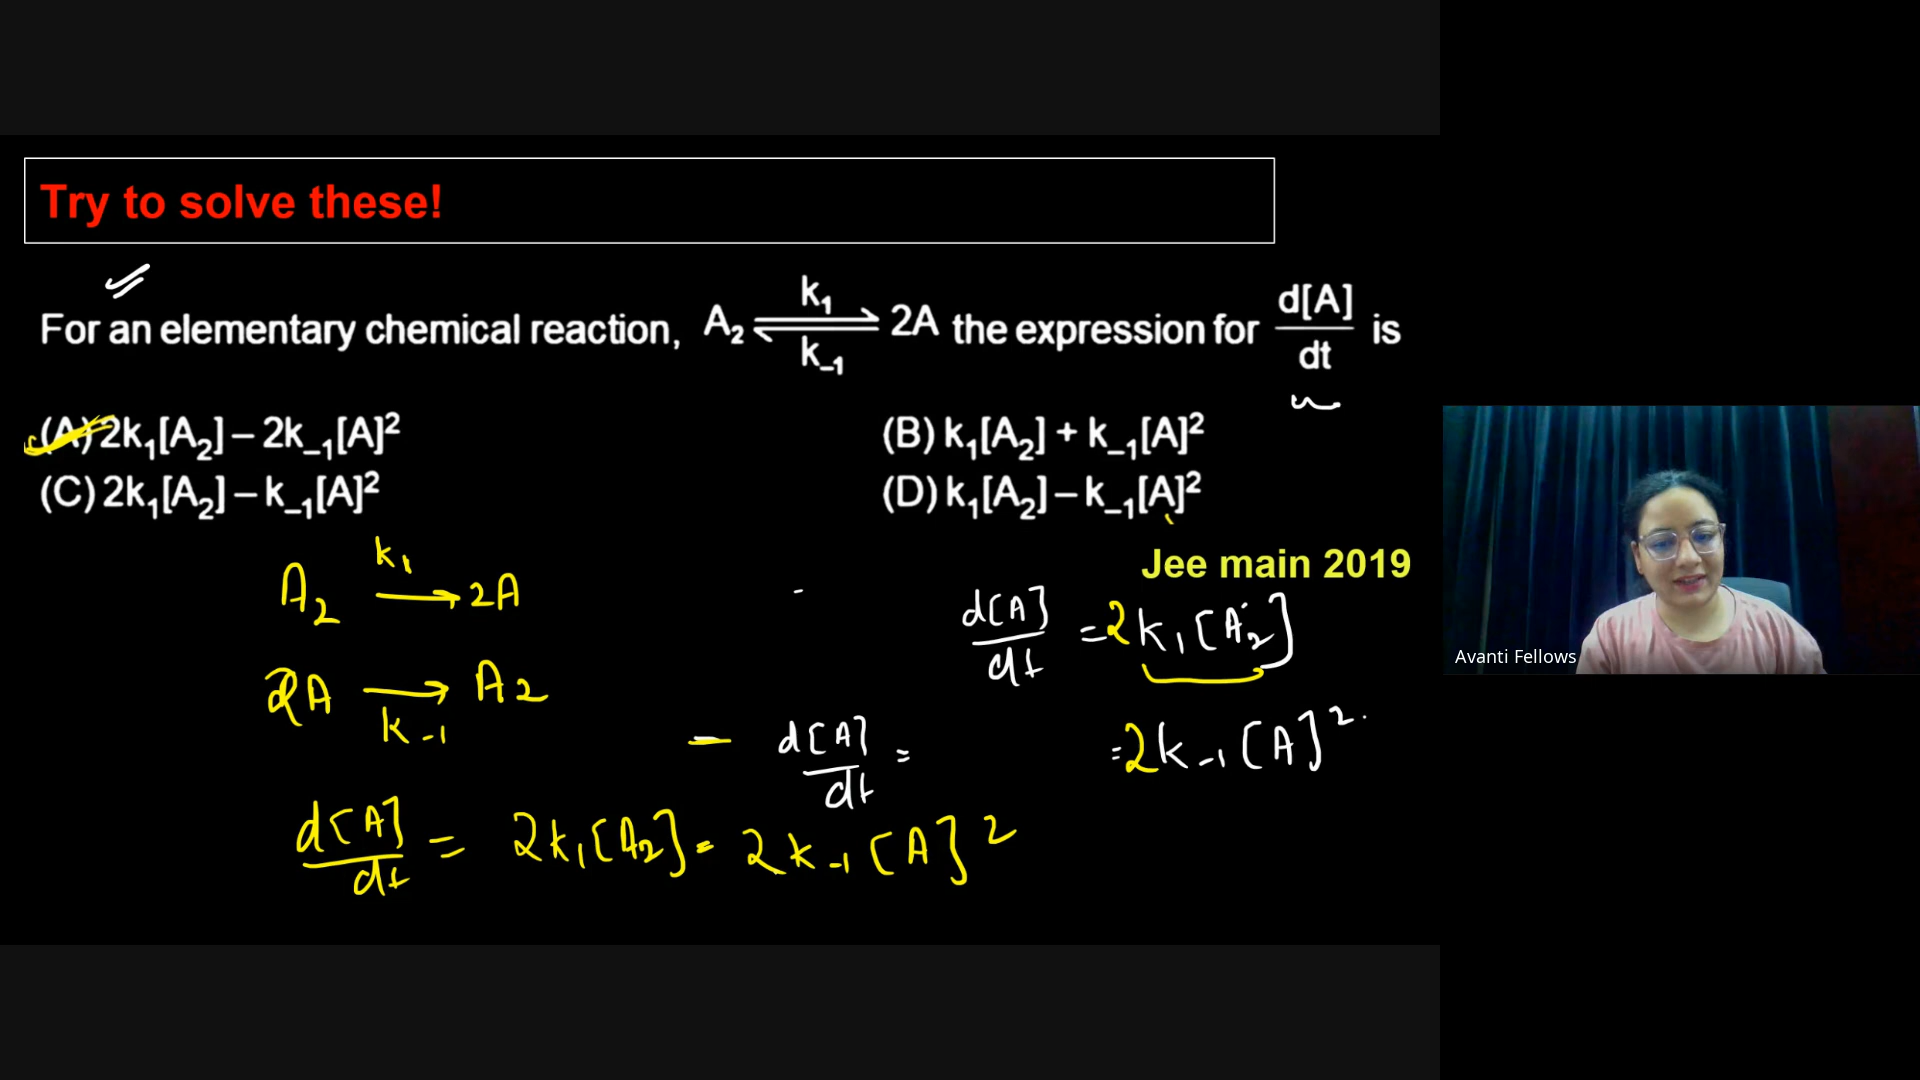 Try to solve these!
For an elementary chemical reaction, A₂ ⇌ 2A the expression for d[A]/dt is
k₁
k₋₁
(A) 2k₁[A₂] – 2k₋₁[A]² (B) k₁[A₂] + k₋₁[A]²
(C) 2k₁[A₂] – k₋₁[A]² (D) k₁[A₂] – k₋₁[A]²
Jee main 2019
A₂ —k₁→ 2A
d[A]/dt = 2k₁[A₂]
2A —k₋₁→ A₂
– d[A]/dt = = 2k₋₁[A]².
d[A]/dt = 2k₁[A₂] - 2k₋₁[A]²
Avanti Fellows